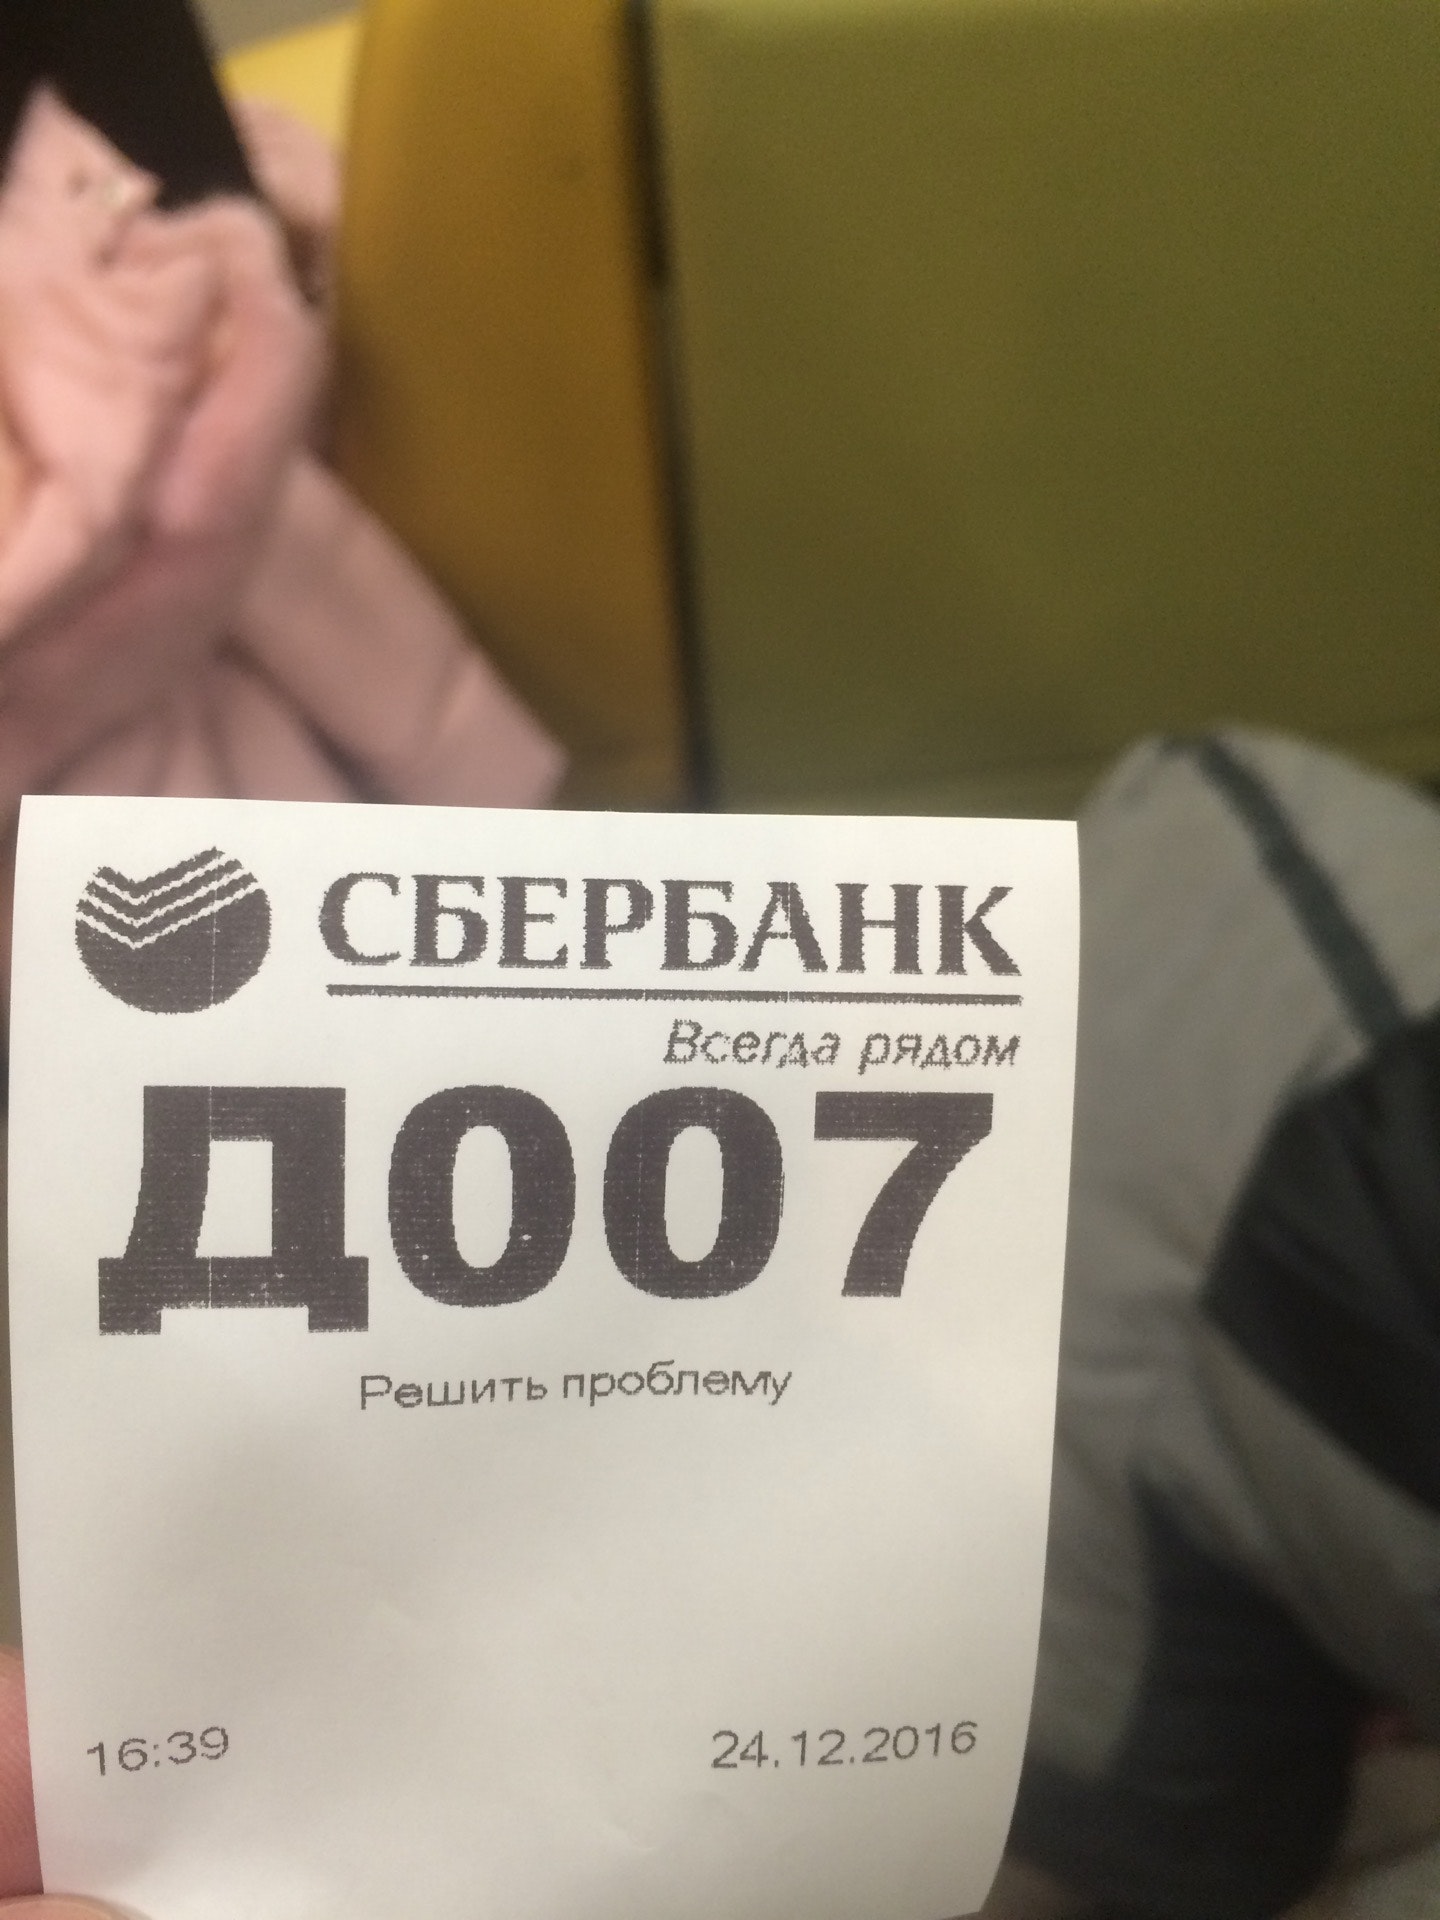 СБЕРБАНК
Всегда рядом
Д007
Решить проблему
16:39 24.12.2016